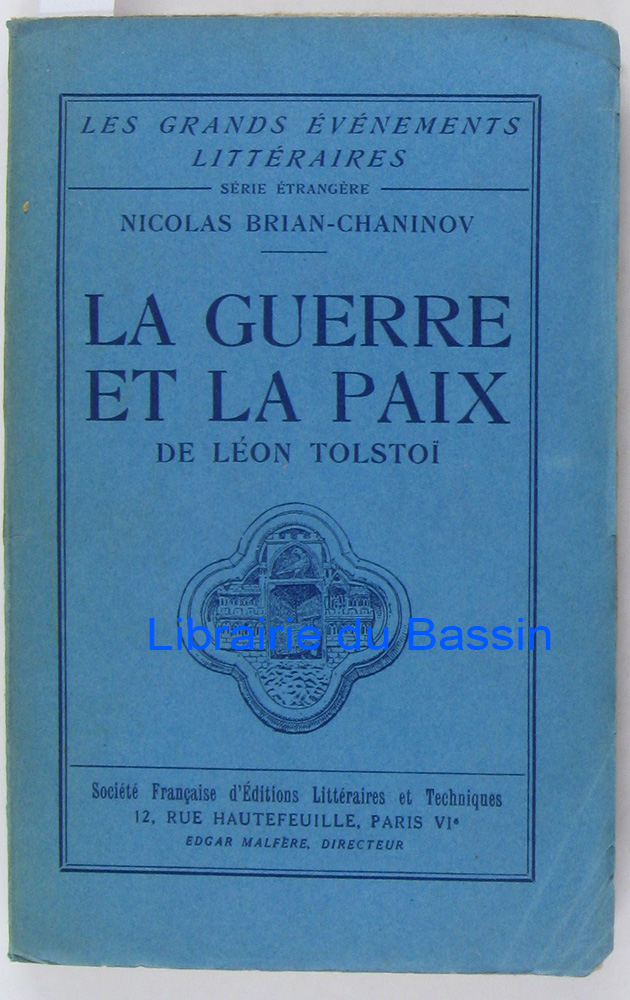 LES GRANDS ÉVÉNEMENTS
LITTÉRAIRES
SÉRIE ÉTRANGÈRE
NICOLAS BRIAN-CHANINOV
LA GUERRE
ET LA PAIX
DE LÉON TOLSTOÏ
Librairie du Bassin
Société Française d'Éditions Littéraires et Techniques
12, RUE HAUTEFEUILLE, PARIS VIe
EDGAR MALFÈRE, DIRECTEUR